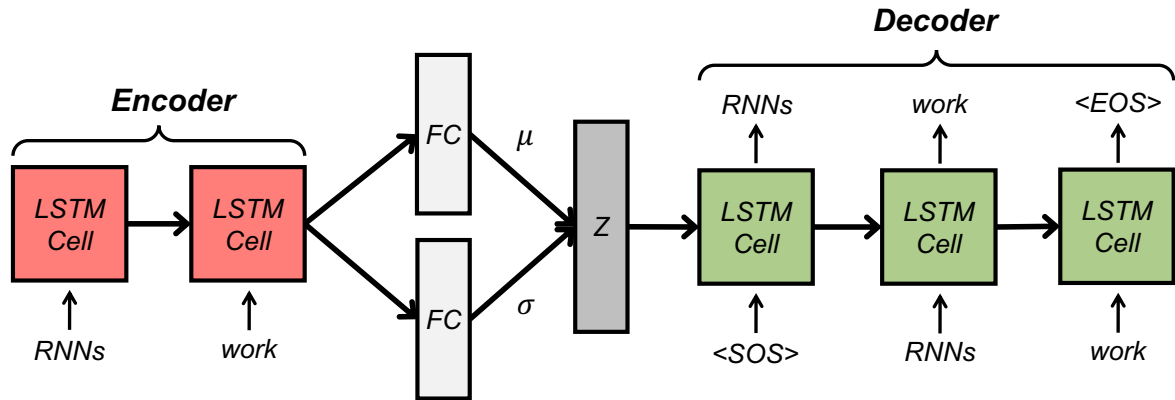 Encoder
LSTM
Cell
LSTM
Cell
RNNs
work
FC
μ
FC
σ
Z
Decoder
RNNs
work
<EOS>
LSTM
Cell
LSTM
Cell
LSTM
Cell
<SOS>
RNNs
work